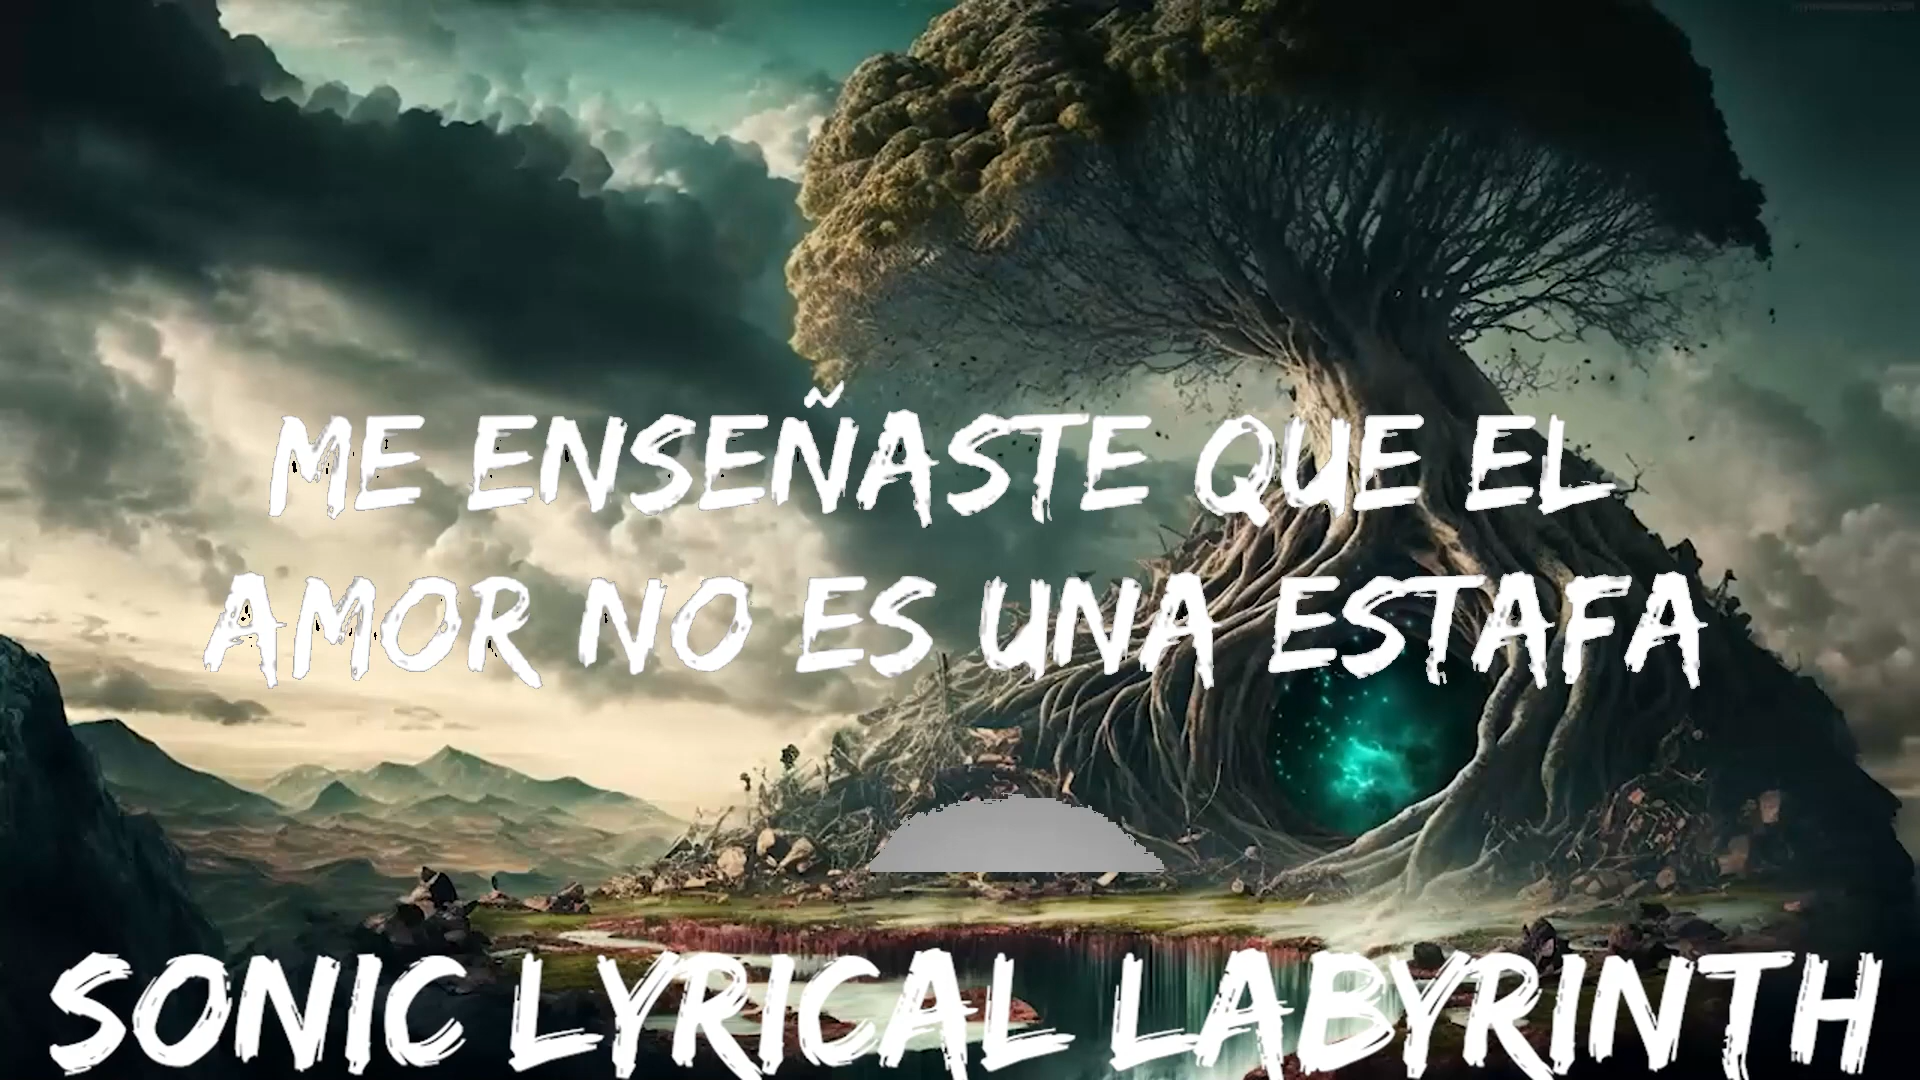 ME ENSEÑASTE QUE EL
AMOR NO ES UNA ESTAFA
SONIC LYRICAL LABYRINTH